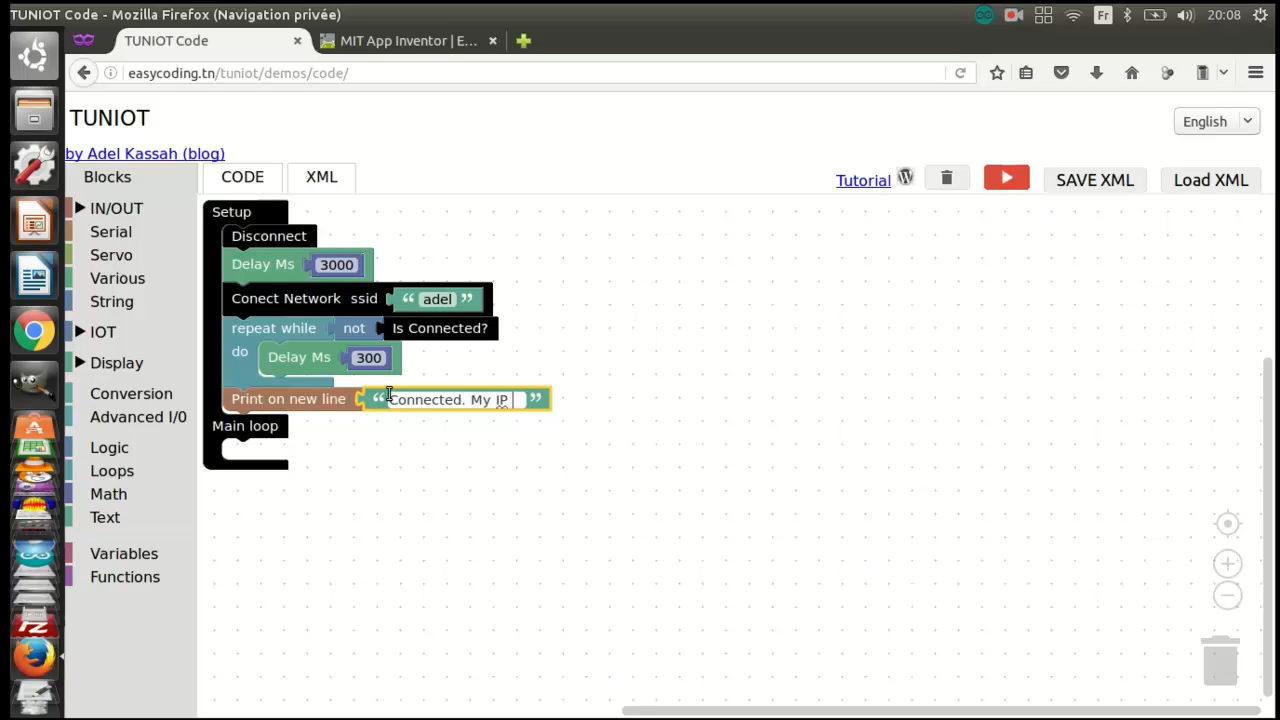 TUNIOT Code - Mozilla Firefox (Navigation privée)
Fr
20:08
TUNIOT Code
MIT App Inventor | E…
easycoding.tn/tuniot/demos/code/
TUNIOT
English
by Adel Kassah (blog)
Blocks
CODE
XML
Tutorial
SAVE XML
Load XML
IN/OUT
Serial
Servo
Various
String
IOT
Display
Conversion
Advanced I/0
Logic
Loops
Math
Text
Variables
Functions
Setup
Disconnect
Delay Ms 3000
Conect Network ssid “ adel ”
repeat while not Is Connected?
do Delay Ms 300
Print on new line “ Connected. My IP ”
Main loop